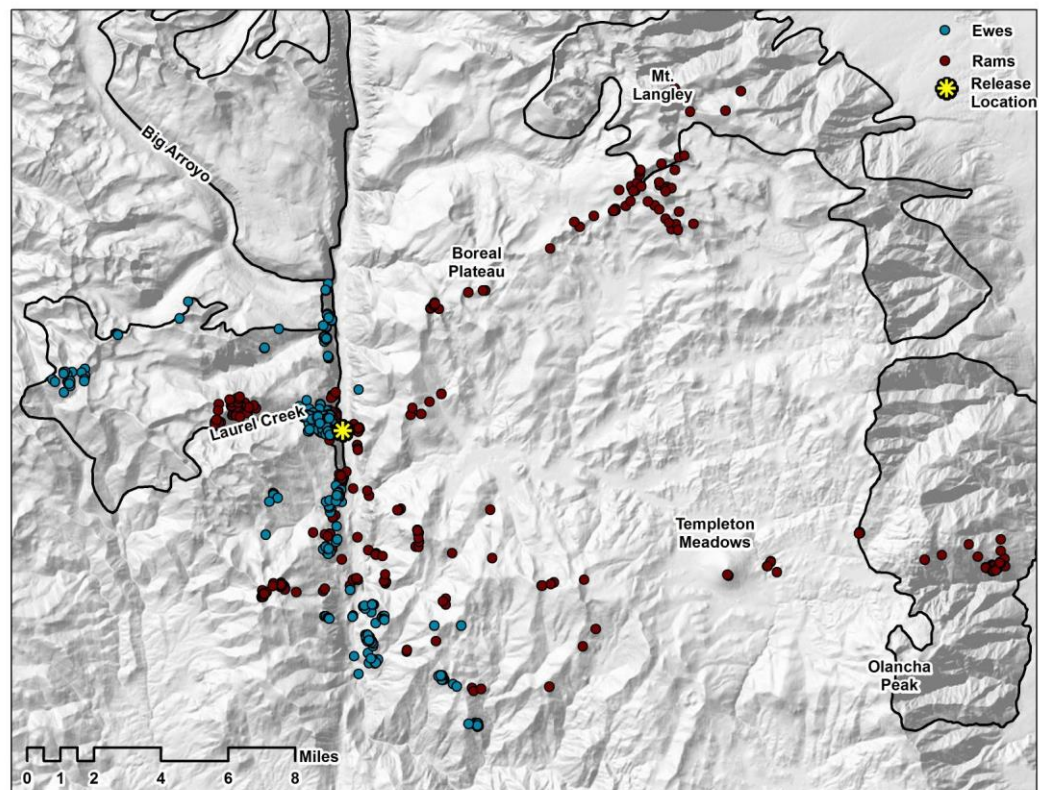 Ewes
Rams
Release
Location
Mt.
Langley
Big Arroyo
Boreal
Plateau
Laurel Creek
Templeton
Meadows
Olancha
Peak
Miles
0 1 2 4 6 8